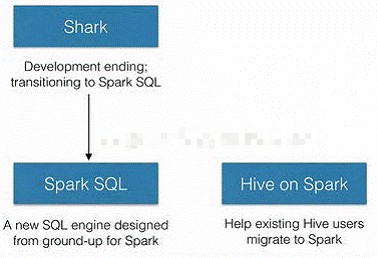 Shark
Development ending;
transitioning to Spark SQL
Spark SQL
Hive on Spark
A new SQL engine designed
from ground-up for Spark
Help existing Hive users
migrate to Spark